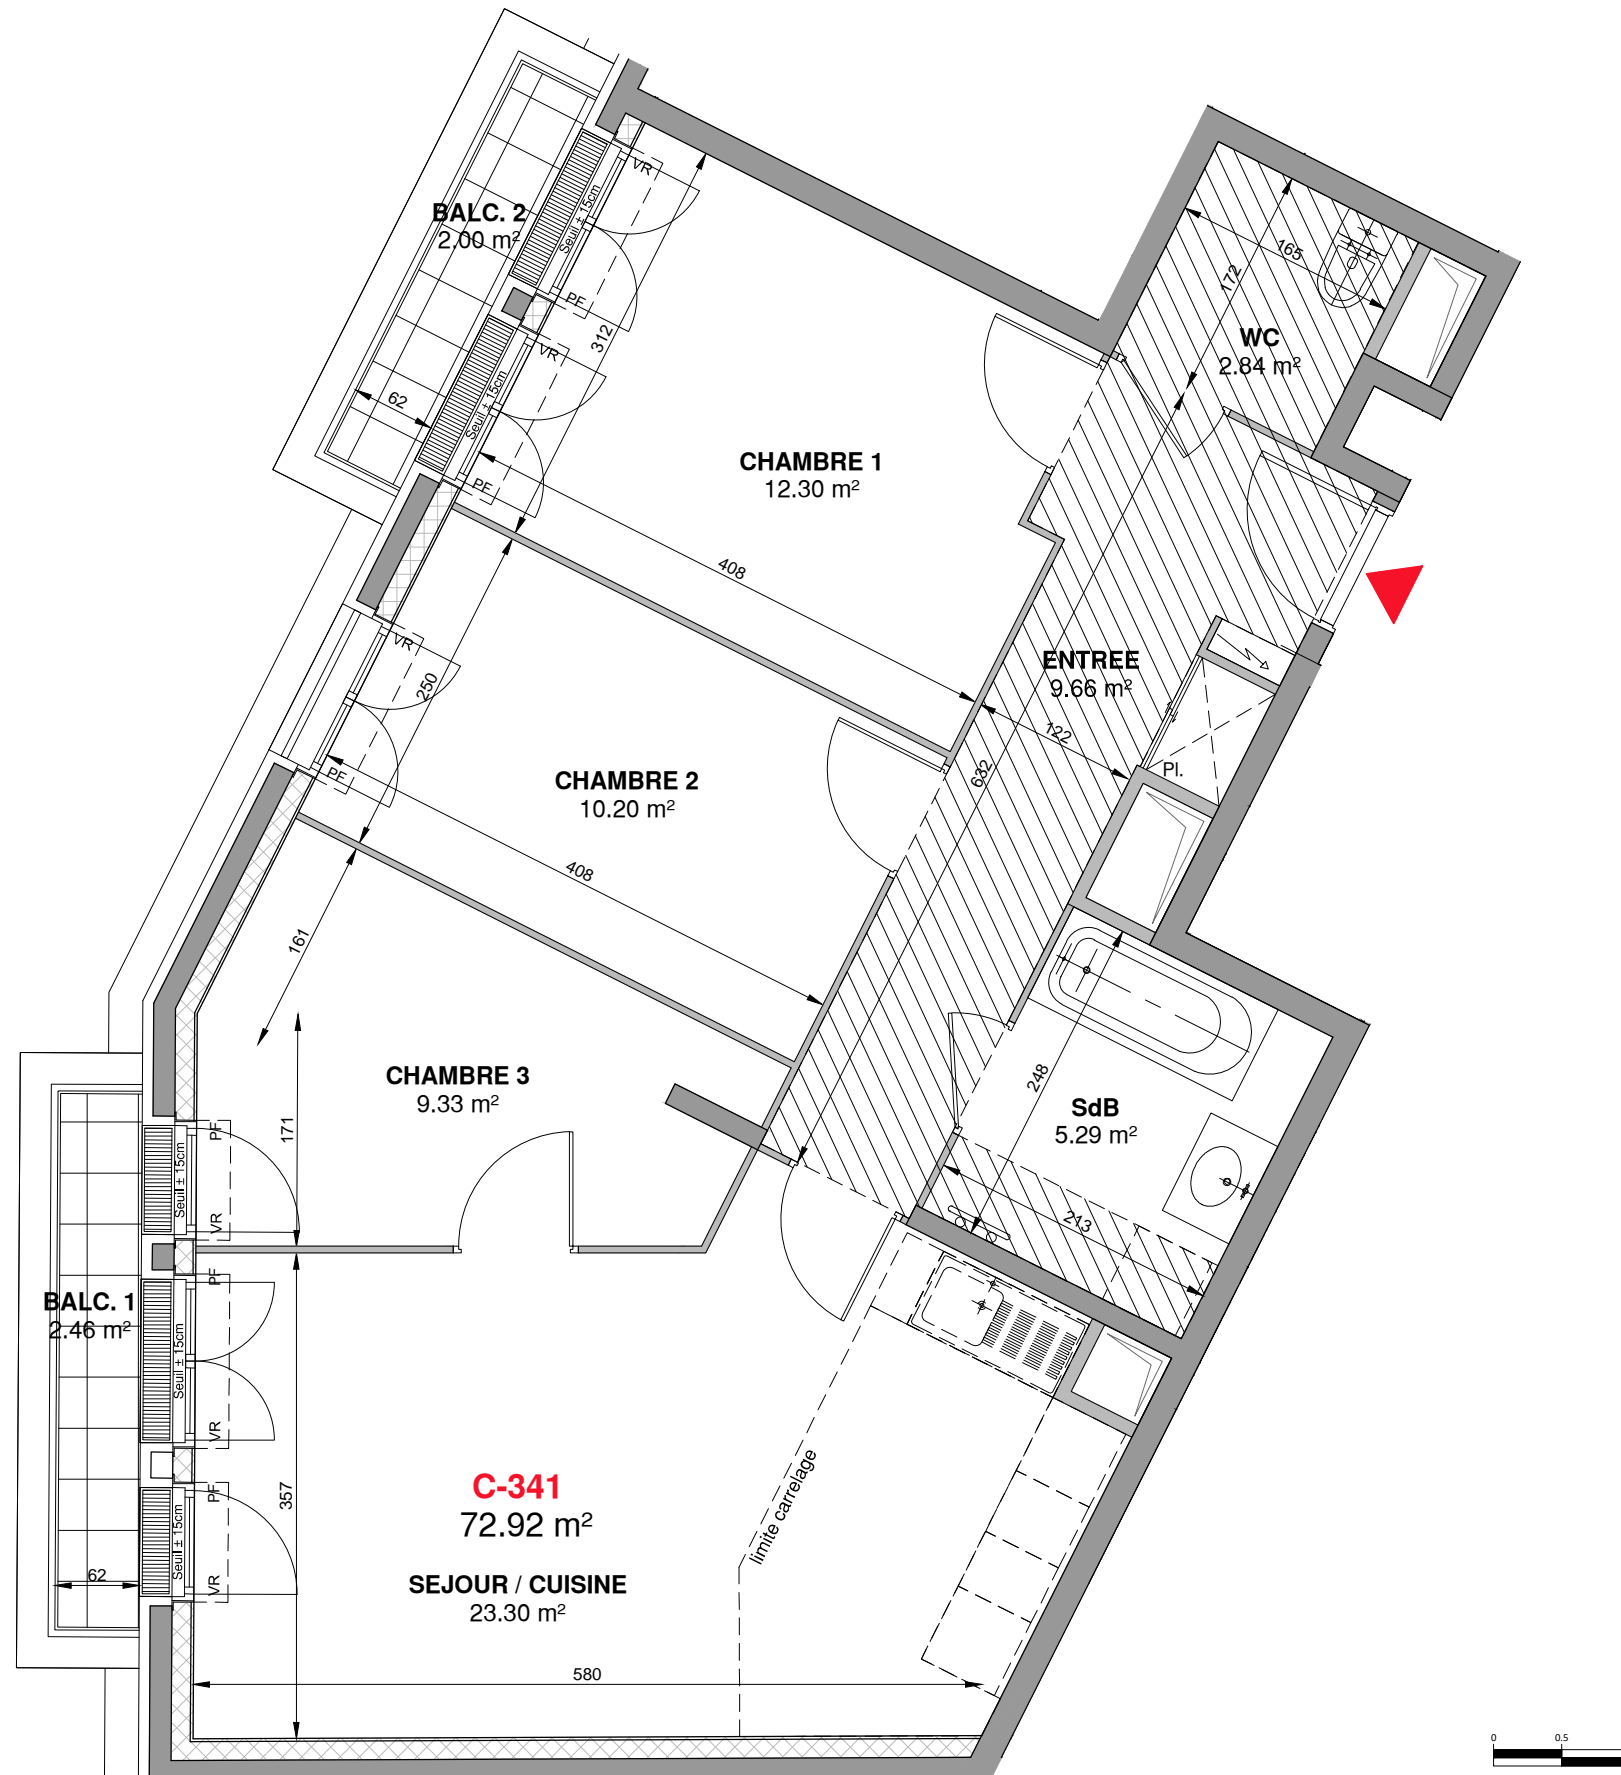 BALC. 2
2.00 m²
VR
Seuil ± 15cm
PF
312
VR
Seuil ± 15cm
PF
62
165
172
WC
2.84 m²
CHAMBRE 1
12.30 m²
408
VR
250
PF
ENTREE
9.66 m²
122
632
Pl.
CHAMBRE 2
10.20 m²
408
161
CHAMBRE 3
9.33 m²
171
248
SdB
5.29 m²
213
PF
Seuil ± 15cm
VR
PF
BALC. 1
2.46 m²
Seuil ± 15cm
VR
PF
Seuil ± 15cm
VR
62
357
C-341
72.92 m²
limite carrelage
SEJOUR / CUISINE
23.30 m²
580
0 0.5